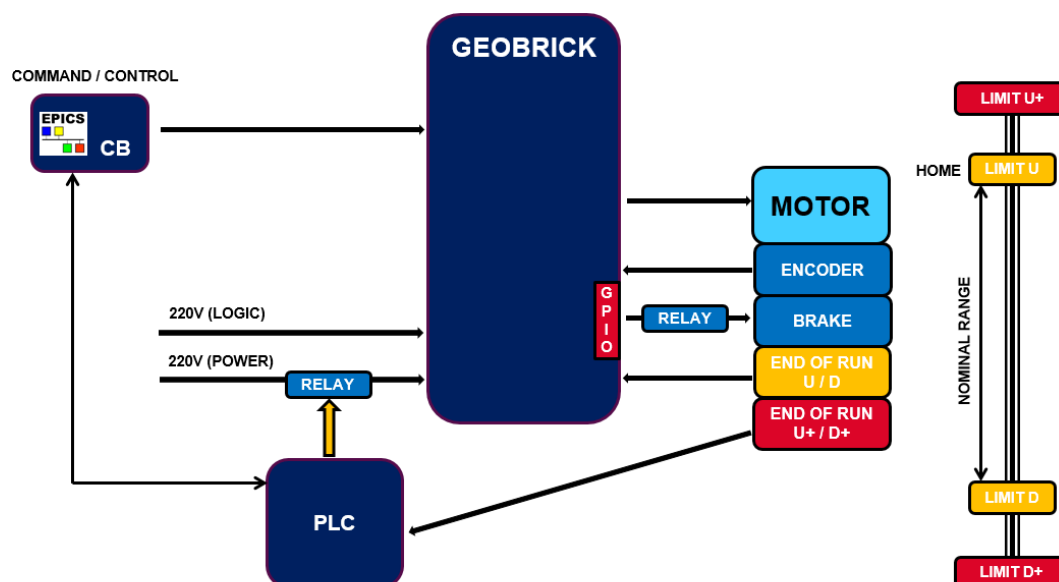 GEOBRICK
COMMAND / CONTROL
EPICS
CB
LIMIT U+
HOME
LIMIT U
MOTOR
ENCODER
GPIO
RELAY
BRAKE
220V (LOGIC)
220V (POWER)
RELAY
END OF RUN
U / D
END OF RUN
U+ / D+
NOMINAL RANGE
LIMIT D
PLC
LIMIT D+